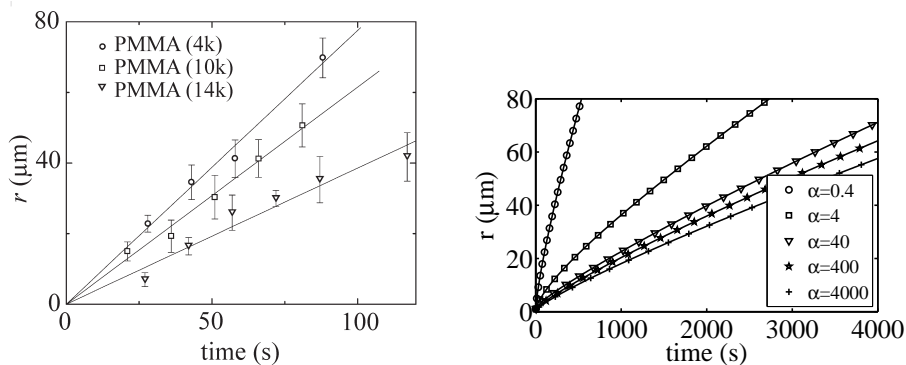 80
40
0
r (μm)
PMMA (4k)
PMMA (10k)
PMMA (14k)
0
50
100
time (s)
80
60
40
20
0
r (μm)
α=0.4
α=4
α=40
α=400
α=4000
0
1000
2000
3000
4000
time (s)